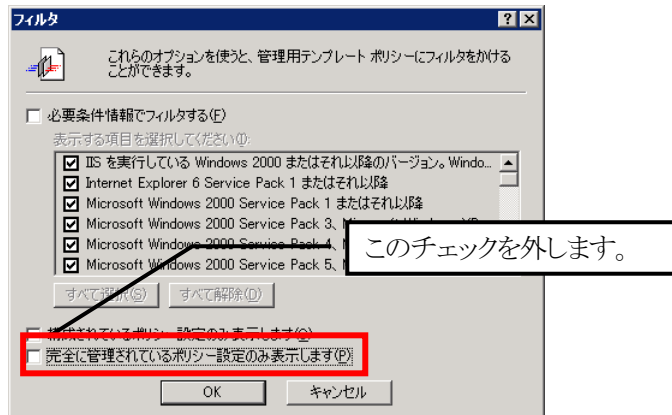 フィルタ
これらのオプションを使うと、管理用テンプレート ポリシーにフィルタをかける
ことができます。
必要条件情報でフィルタする(F)
表示する項目を選択してください(I):
IIS を実行している Windows 2000 またはそれ以降のバージョン。Windo...
Internet Explorer 6 Service Pack 1 またはそれ以降
Microsoft Windows 2000 Service Pack 1 またはそれ以降
Microsoft Windows 2000 Service Pack 3、
Microsoft Windows 2000 Service Pack 4、
Microsoft Windows 2000 Service Pack 5、
このチェックを外します。
すべて選択(S)
すべて解除(D)
構成されているポリシー設定のみ表示します(O)
完全に管理されているポリシー設定のみ表示します(P)
OK
キャンセル